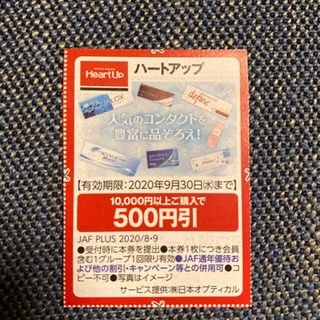 HeartUp
ハートアップ
define
人気のコンタクトを
豊富に品ぞろえ!
【有効期限:2020年9月30日(水)まで】
10,000円以上ご購入で
500円引
JAF PLUS 2020/8・9
●受付時に本券を提出●本券1枚につき会員
含む1グループ1回限り有効●JAF通年優待お
よび他の割引・キャンペーン等との併用可●コ
ピー不可●写真はイメージ
サービス提供:㈱日本オプティカル